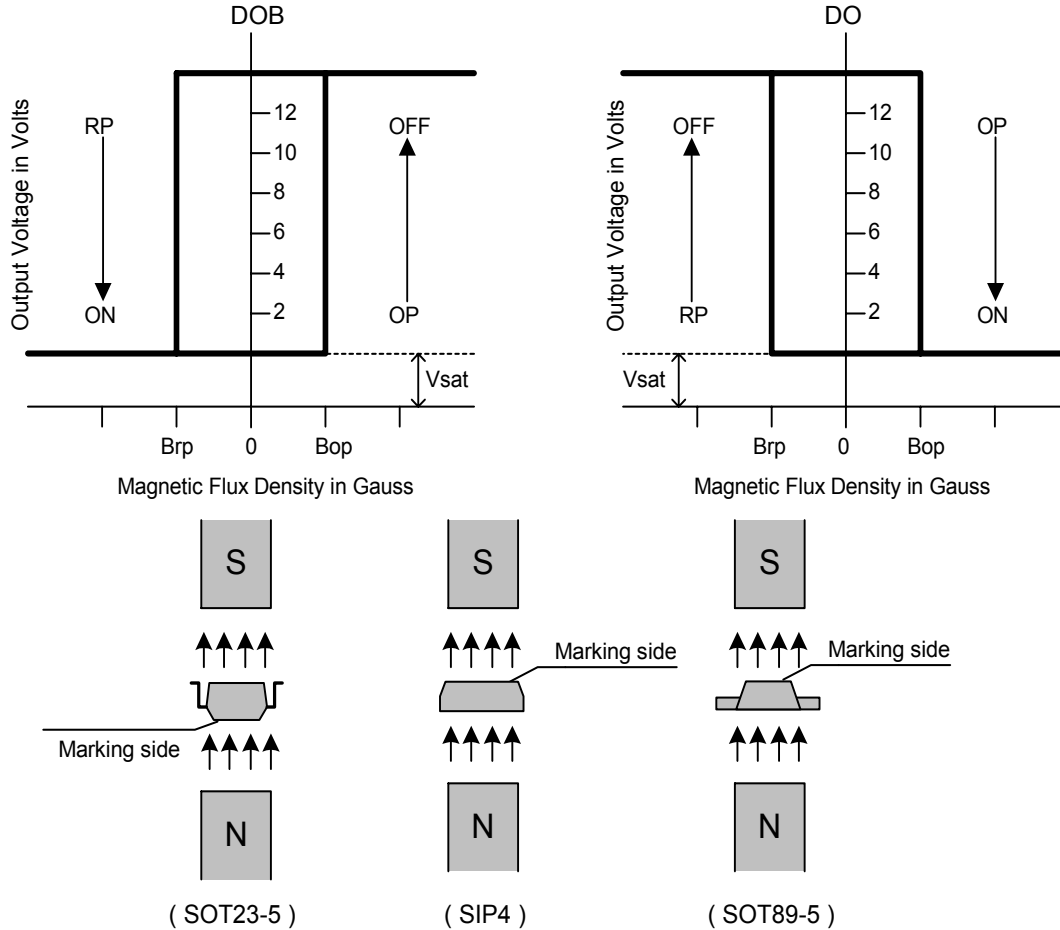 DOB
Output Voltage in Volts
12
10
8
6
4
2
RP
ON
OFF
OP
Vsat
Brp 0 Bop
Magnetic Flux Density in Gauss
DO
Output Voltage in Volts
12
10
8
6
4
2
OFF
RP
OP
ON
Vsat
Brp 0 Bop
Magnetic Flux Density in Gauss
S
Marking side
N
( SOT23-5 )
S
Marking side
N
( SIP4 )
S
Marking side
N
( SOT89-5 )